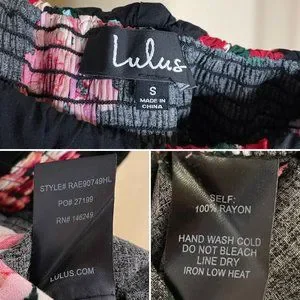 Lulus
S
MADE IN
CHINA
STYLE# RAE90749HL
PO# 27199
RN# 146249
LULUS.COM
SELF:
100% RAYON
HAND WASH COLD
DO NOT BLEACH
LINE DRY
IRON LOW HEAT